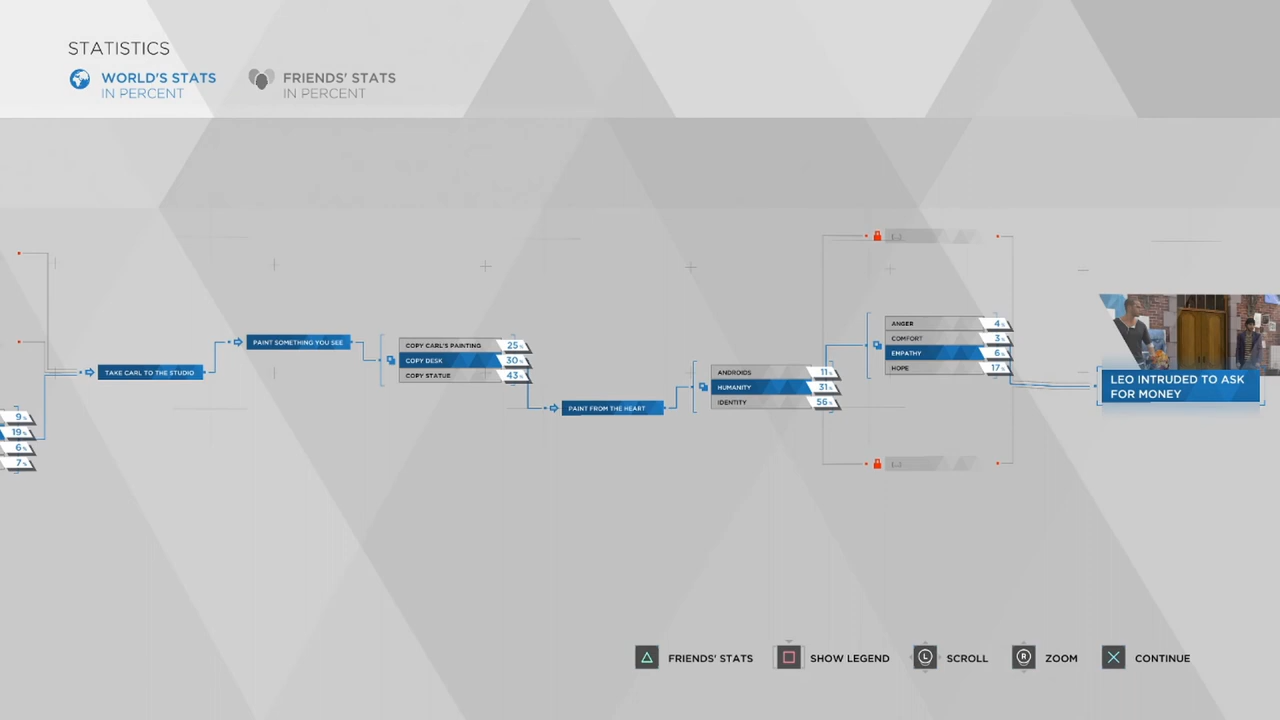 STATISTICS
WORLD'S STATS
IN PERCENT
FRIENDS' STATS
IN PERCENT
9%
19%
6%
7%
TAKE CARL TO THE STUDIO
PAINT SOMETHING YOU SEE
COPY CARL'S PAINTING 25%
COPY DESK 30%
COPY STATUE 43%
PAINT FROM THE HEART
ANDROIDS 11%
HUMANITY 31%
IDENTITY 56%
ANGER 4%
COMFORT 3%
EMPATHY 6%
HOPE 17%
LEO INTRUDED TO ASK
FOR MONEY
FRIENDS' STATS
SHOW LEGEND
L SCROLL
R ZOOM
CONTINUE